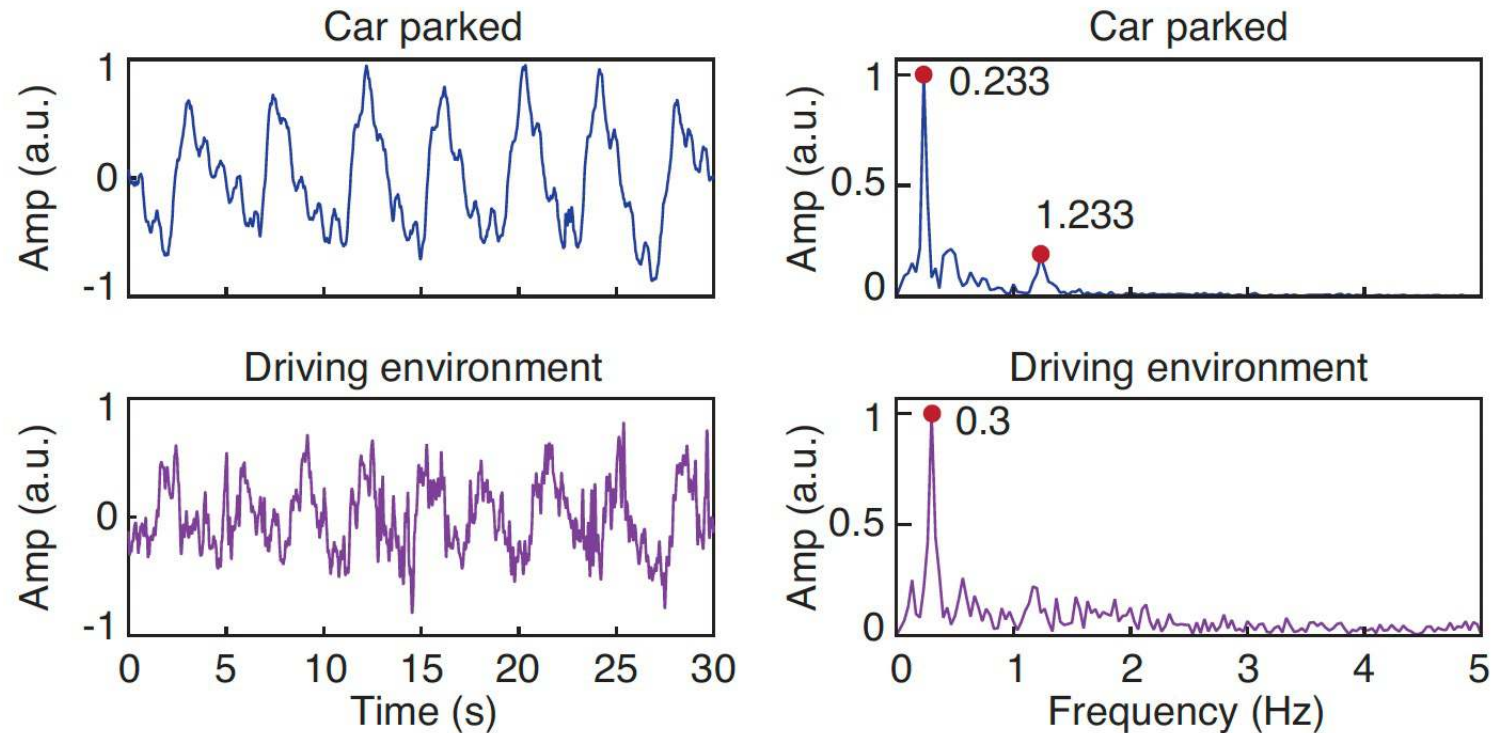 Car parked
Amp (a.u.)
1
0
-1
Car parked
Amp (a.u.)
1
0.5
0
0.233
1.233
Driving environment
Amp (a.u.)
1
0
-1
0 5 10 15 20 25 30
Time (s)
Driving environment
Amp (a.u.)
1
0.5
0
0.3
0 1 2 3 4 5
Frequency (Hz)